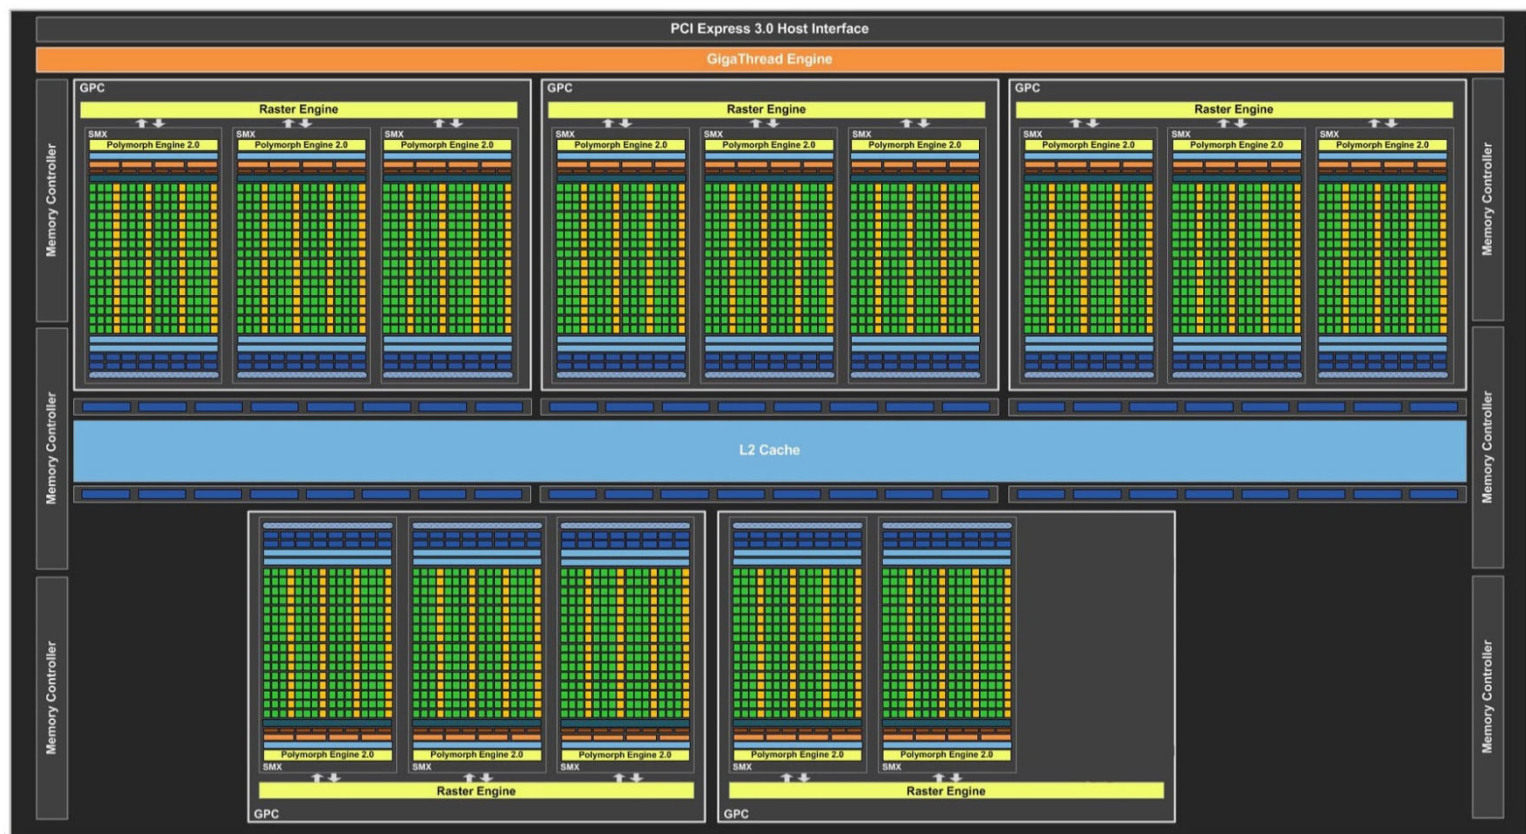 PCI Express 3.0 Host Interface
GigaThread Engine
Memory Controller
Memory Controller
Memory Controller
GPC
Raster Engine
SMX
Polymorph Engine 2.0
SMX
Polymorph Engine 2.0
SMX
Polymorph Engine 2.0
GPC
Raster Engine
SMX
Polymorph Engine 2.0
SMX
Polymorph Engine 2.0
SMX
Polymorph Engine 2.0
GPC
Raster Engine
SMX
Polymorph Engine 2.0
SMX
Polymorph Engine 2.0
SMX
Polymorph Engine 2.0
Memory Controller
Memory Controller
Memory Controller
L2 Cache
Polymorph Engine 2.0
SMX
Polymorph Engine 2.0
SMX
Polymorph Engine 2.0
SMX
Raster Engine
GPC
Polymorph Engine 2.0
SMX
Polymorph Engine 2.0
SMX
Raster Engine
GPC